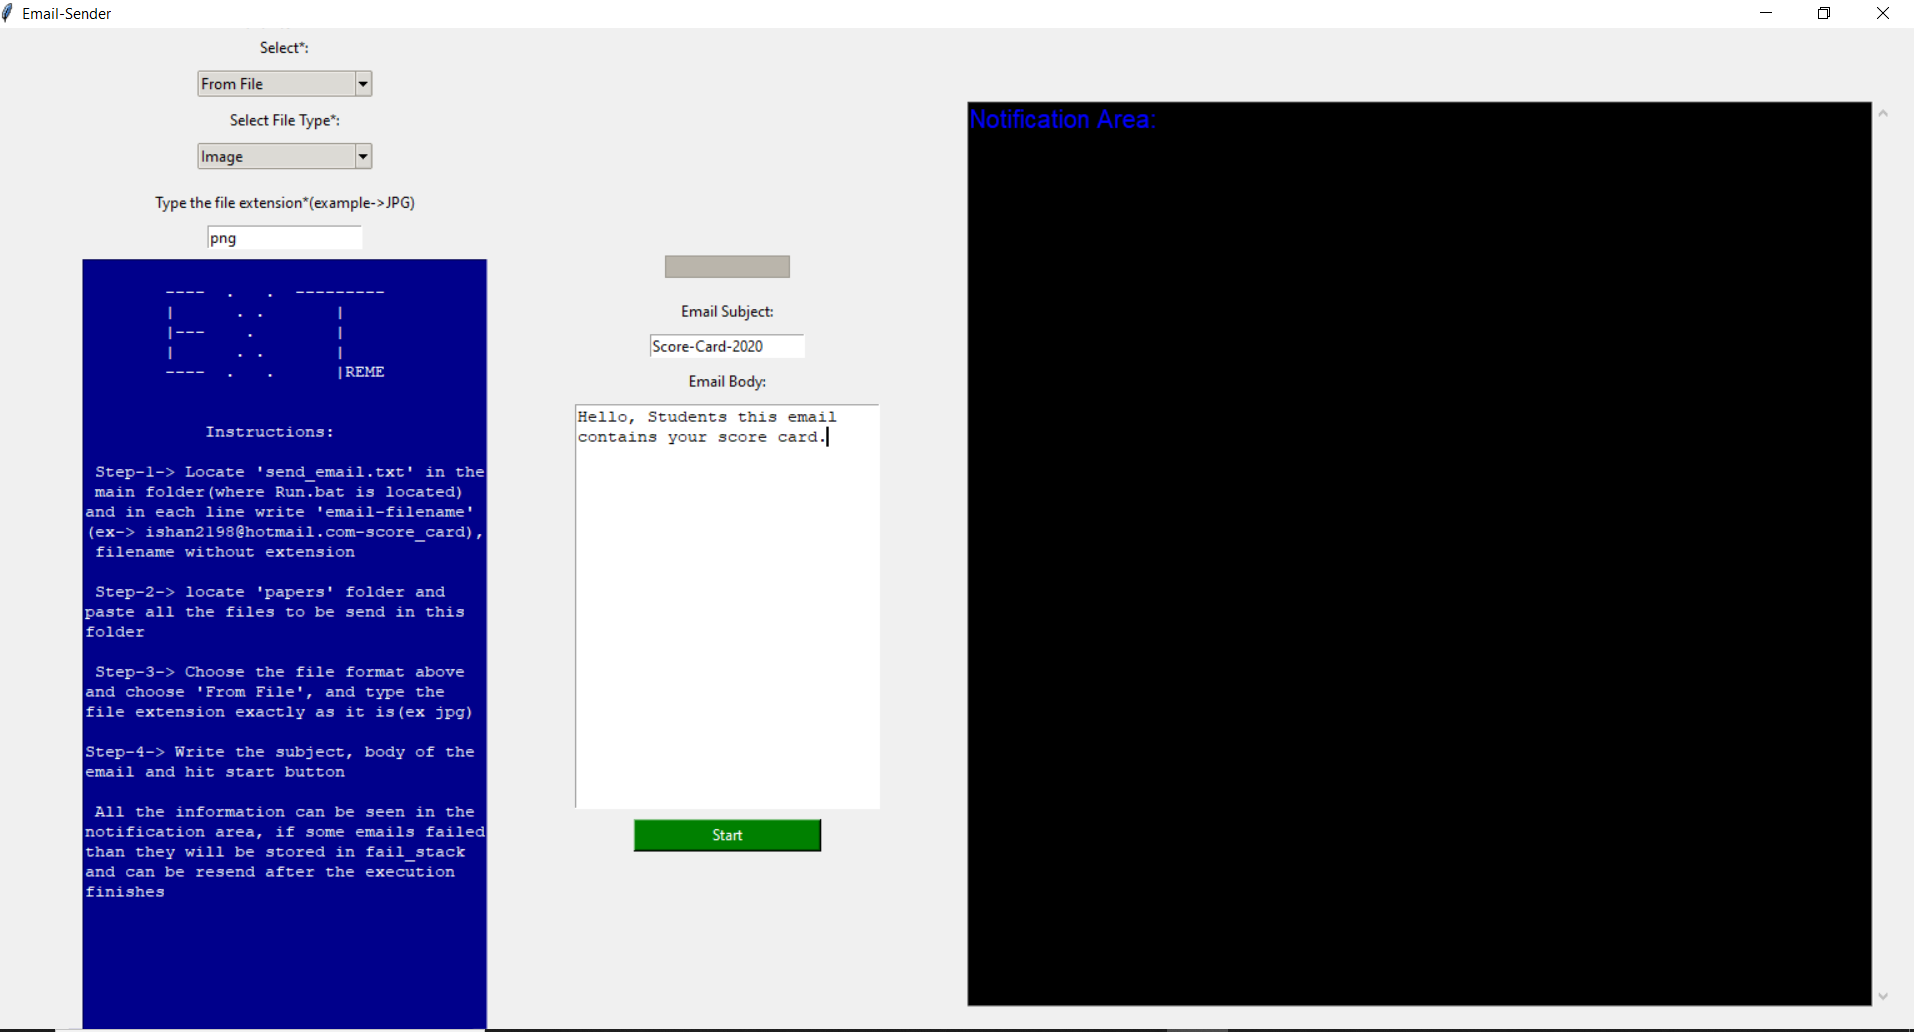 Email-Sender
Select*:
From File
Select File Type*:
Image
Type the file extension*(example->JPG)
png
---- .   . ---------
|      . .       |
|---    .        |
|      . .       |
---- .   .       |REME
Instructions:
Step-1-> Locate 'send_email.txt' in the
main folder(where Run.bat is located)
and in each line write 'email-filename'
(ex-> ishan2198@hotmail.com-score_card),
filename without extension
Step-2-> locate 'papers' folder and
paste all the files to be send in this
folder
Step-3-> Choose the file format above
and choose 'From File', and type the
file extension exactly as it is(ex jpg)
Step-4-> Write the subject, body of the
email and hit start button
All the information can be seen in the
notification area, if some emails failed
than they will be stored in fail_stack
and can be resend after the execution
finishes
Email Subject:
Score-Card-2020
Email Body:
Hello, Students this email
contains your score card.
Start
Notification Area: